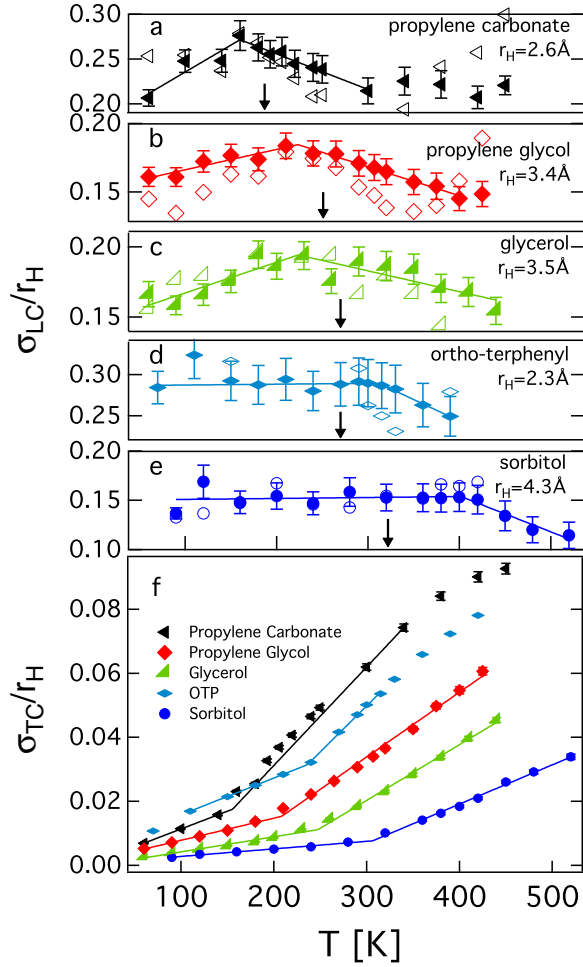 a
propylene carbonate
r_H=2.6Å
0.30
0.25
0.20
b
propylene glycol
r_H=3.4Å
0.20
0.15
c
glycerol
r_H=3.5Å
0.20
0.15
σ_LC/r_H
d
ortho-terphenyl
r_H=2.3Å
0.30
0.25
0.20
e
sorbitol
r_H=4.3Å
0.15
0.10
f
0.08
0.06
0.04
0.02
0.00
σ_TC/r_H
Propylene Carbonate
Propylene Glycol
Glycerol
OTP
Sorbitol
100
200
300
400
500
T [K]